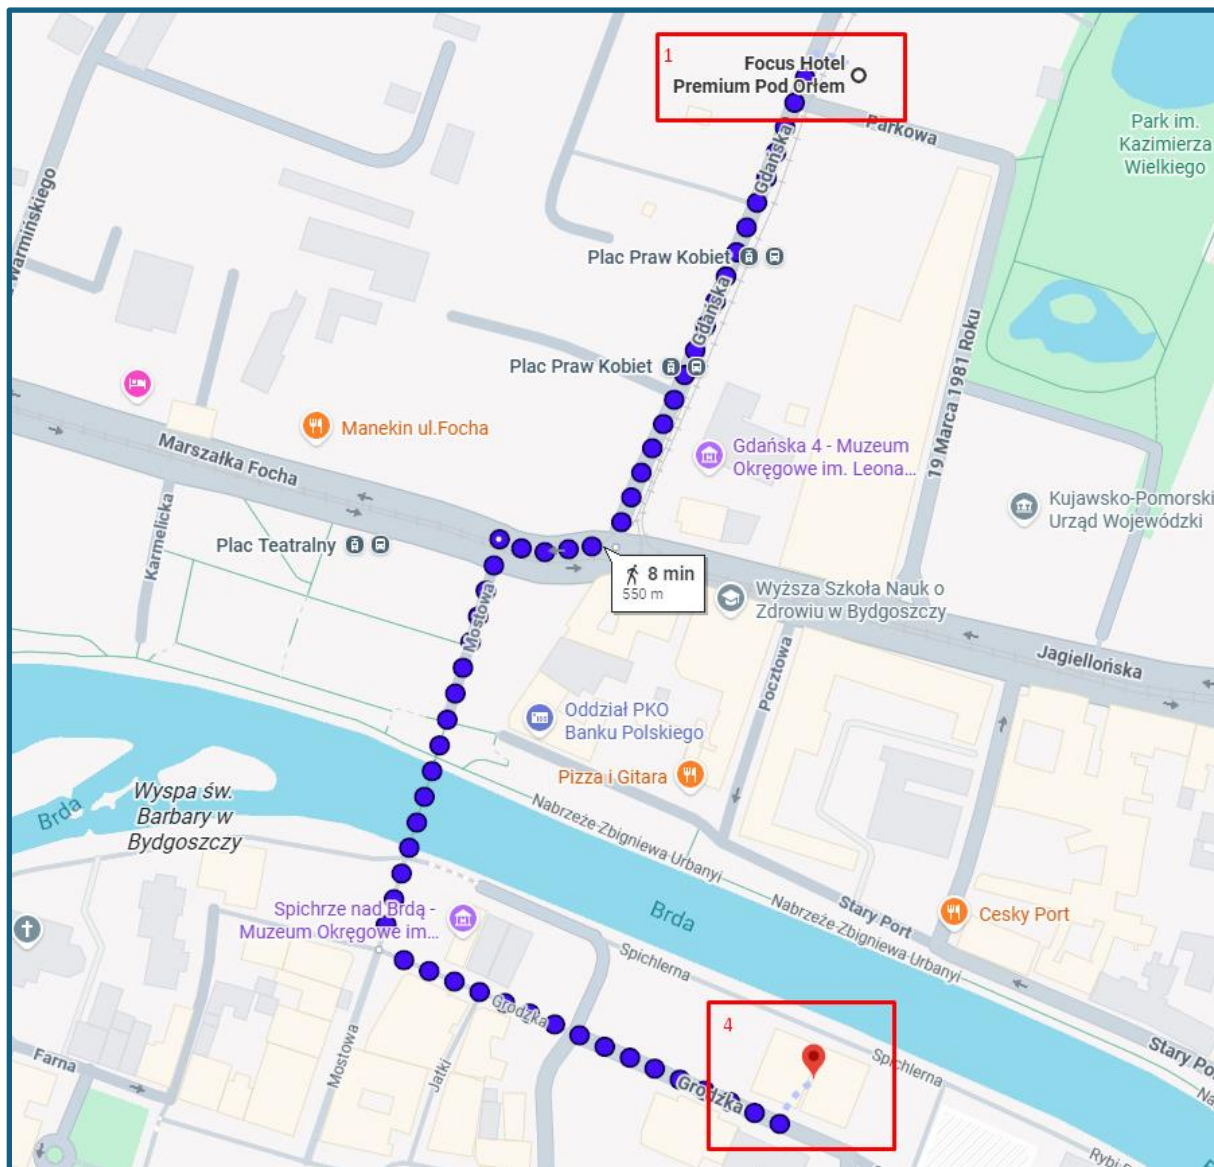 1
Focus Hotel
Premium Pod Orłem
Parkowa
Park im.
Kazimierza
Wielkiego
Warmińskiego
Gdańska
Plac Praw Kobiet
Gdańska
Plac Praw Kobiet
19 Marca 1981 Roku
Manekin ul.Focha
Marszałka Focha
Gdańska 4 - Muzeum
Okręgowe im. Leona...
Kujawsko-Pomorski
Urząd Wojewódzki
Karmelicka
Plac Teatralny
8 min
550 m
Wyższa Szkoła Nauk o
Zdrowiu w Bydgoszczy
Mostowa
Jagiellońska
Pocztowa
Oddział PKO
Banku Polskiego
Pizza i Gitara
Wyspa św.
Barbary w
Bydgoszczy
Brda
Nabrzeże Zbigniewa Urbanyi
Stary Port
Cesky Port
Spichrze nad Brdą -
Muzeum Okręgowe im...
Brda
Nabrzeże Zbigniewa Urbanyi
Spichlerna
Grodzka
4
Spichlerna
Stary Po
Farna
Mostowa
Jatki
Grodzka
Rybi